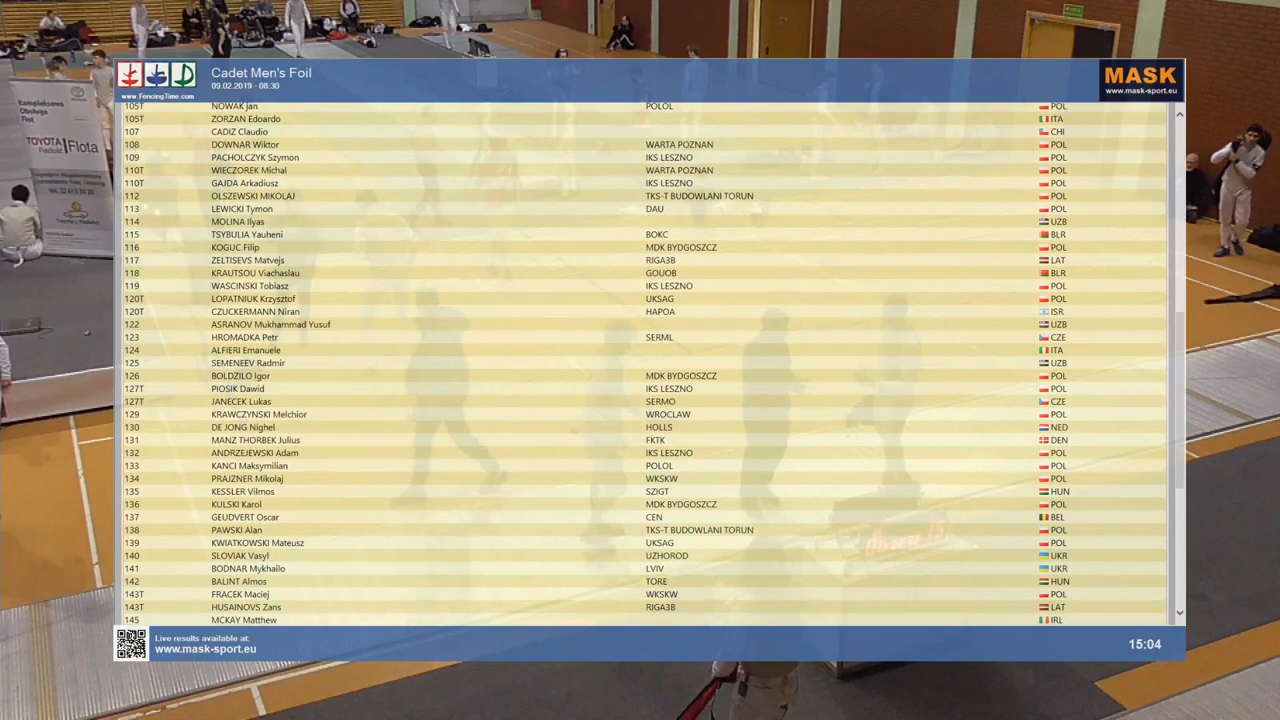 Cadet Men's Foil
09.02.2019 - 08:30
www.FencingTime.com
MASK
www.mask-sport.eu
105T NOWAK jan POLOL POL
105T ZORZAN Edoardo ITA
107 CADIZ Claudio CHI
108 DOWNAR Wiktor WARTA POZNAN POL
109 PACHOLCZYK Szymon IKS LESZNO POL
110T WIECZOREK Michal WARTA POZNAN POL
110T GAJDA Arkadiusz IKS LESZNO POL
112 OLSZEWSKI MIKOLAJ TKS-T BUDOWLANI TORUN POL
113 LEWICKI Tymon DAU POL
114 MOLINA Ilyas UZB
115 TSYBULIA Yauheni BOKC BLR
116 KOGUC Filip MDK BYDGOSZCZ POL
117 ZELTISEVS Matvejs RIGA3B LAT
118 KRAUTSOU Viachaslau GOUOB BLR
119 WASCINSKI Tobiasz IKS LESZNO POL
120T LOPATNIUK Krzysztof UKSAG POL
120T CZUCKERMANN Niran HAPOA ISR
122 ASRANOV Mukhammad Yusuf UZB
123 HROMADKA Petr SERML CZE
124 ALFIERI Emanuele ITA
125 SEMENEEV Radmir UZB
126 BOLDZILO Igor MDK BYDGOSZCZ POL
127T PIOSIK Dawid IKS LESZNO POL
127T JANECEK Lukas SERMO CZE
129 KRAWCZYNSKI Melchior WROCLAW POL
130 DE JONG Nighel HOLLS NED
131 MANZ THORBEK Julius FKTK DEN
132 ANDRZEJEWSKI Adam IKS LESZNO POL
133 KANCI Maksymilian POLOL POL
134 PRAJZNER Mikolaj WKSKW POL
135 KESSLER Vilmos SZIGT HUN
136 KULSKI Karol MDK BYDGOSZCZ POL
137 GEUDVERT Oscar CEN BEL
138 PAWSKI Alan TKS-T BUDOWLANI TORUN POL
139 KWIATKOWSKI Mateusz UKSAG POL
140 SLOVIAK Vasyl UZHOROD UKR
141 BODNAR Mykhailo LVIV UKR
142 BALINT Almos TORE HUN
143T FRACEK Maciej WKSKW POL
143T HUSAINOVS Zans RIGA3B LAT
145 MCKAY Matthew IRL
Live results available at:
www.mask-sport.eu
15:04
Kompleksowa
Obsługa
Flot
TOYOTA Flota
Radość